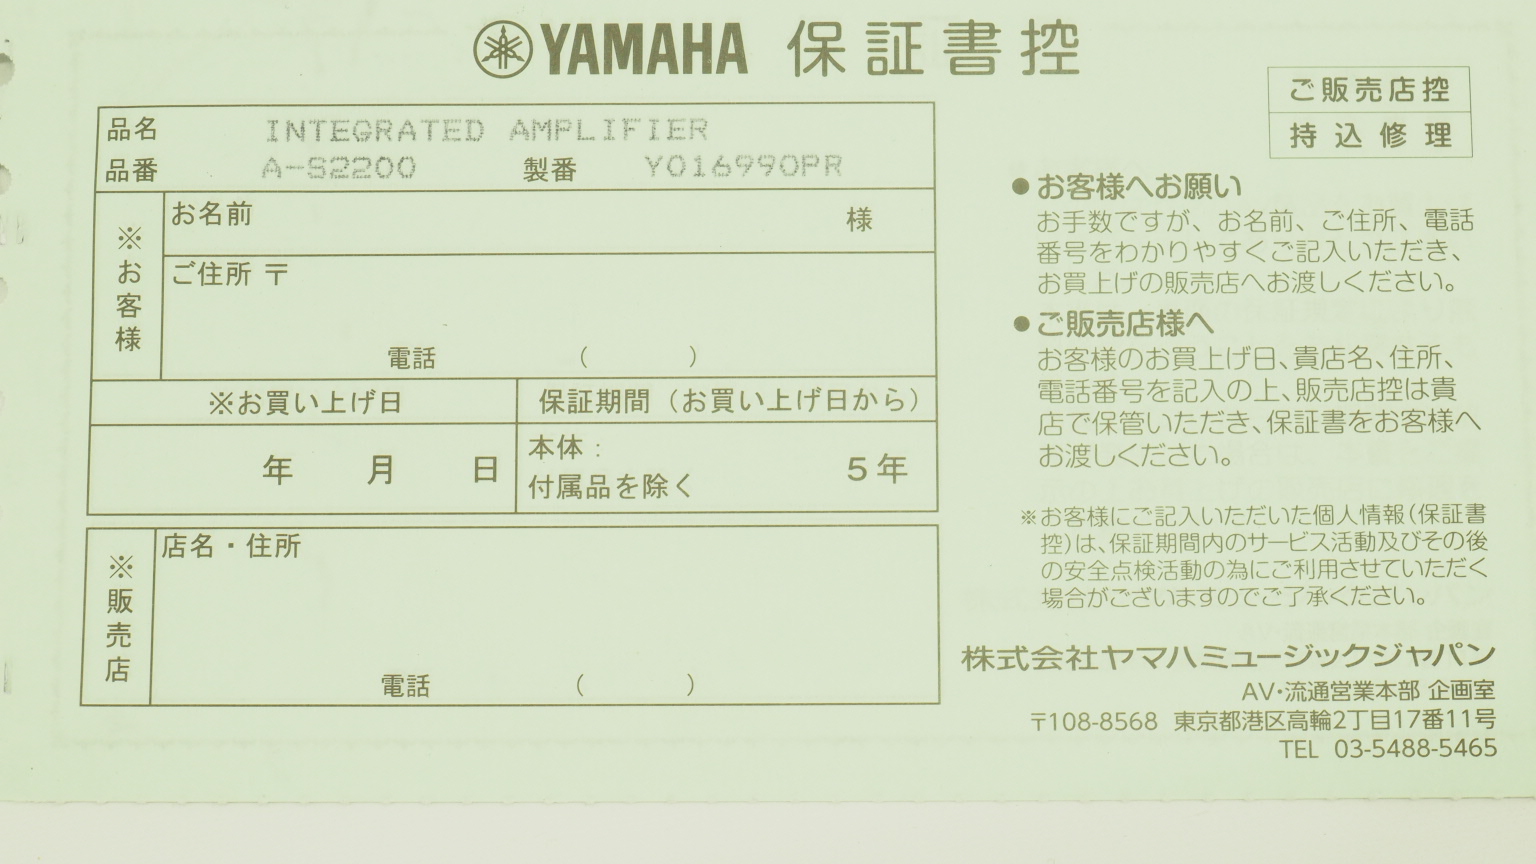 YAMAHA 保証書控
ご販売店控
持込修理
品名 INTEGRATED AMPLIFIER
品番 A-S2200 製番 Y016990PR
※お客様
お名前 様
ご住所 〒
電話 ( )
※お買い上げ日
保証期間（お買い上げ日から）
年 月 日
本体：
付属品を除く
5年
※販売店
店名・住所
電話 ( )
●お客様へお願い
お手数ですが、お名前、ご住所、電話
番号をわかりやすくご記入いただき、
お買上げの販売店へお渡しください。
●ご販売店様へ
お客様のお買上げ日、貴店名、住所、
電話番号を記入の上、販売店控は貴
店で保管いただき、保証書をお客様へ
お渡しください。
※お客様にご記入いただいた個人情報（保証書
控）は、保証期間内のサービス活動及びその後
の安全点検活動の為にご利用させていただく
場合がございますのでご了承ください。
株式会社ヤマハミュージックジャパン
AV・流通営業本部 企画室
〒108-8568 東京都港区高輪2丁目17番11号
TEL 03-5488-5465